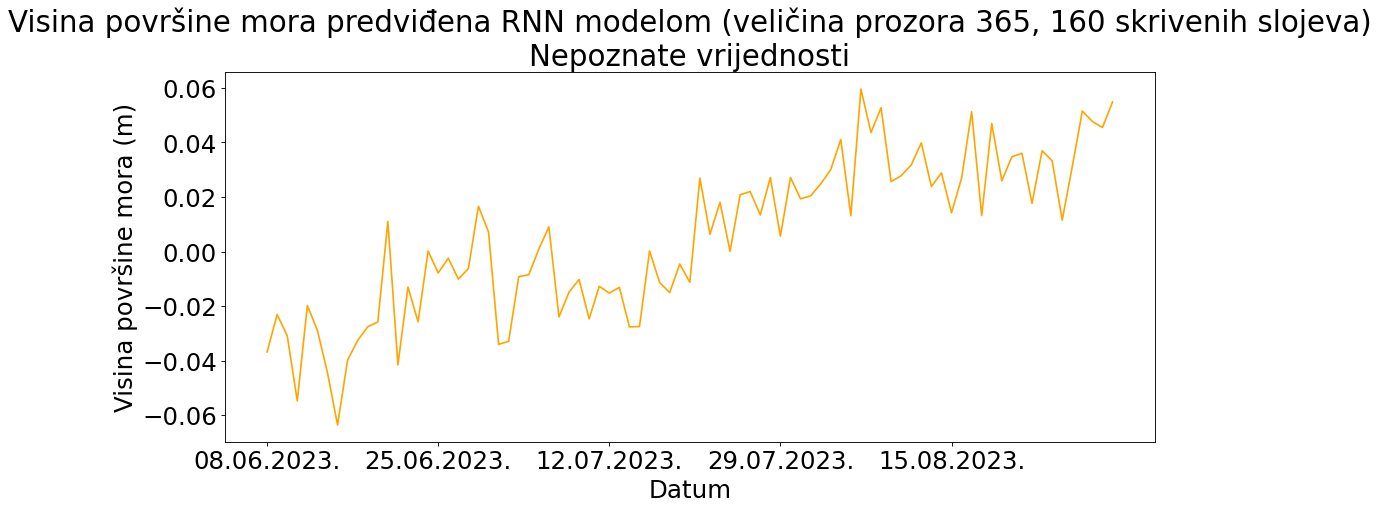 Visina površine mora predviđena RNN modelom (veličina prozora 365, 160 skrivenih slojeva)
Nepoznate vrijednosti
Visina površine mora (m)
0.06
0.04
0.02
0.00
−0.02
−0.04
−0.06
08.06.2023. 25.06.2023. 12.07.2023. 29.07.2023. 15.08.2023.
Datum